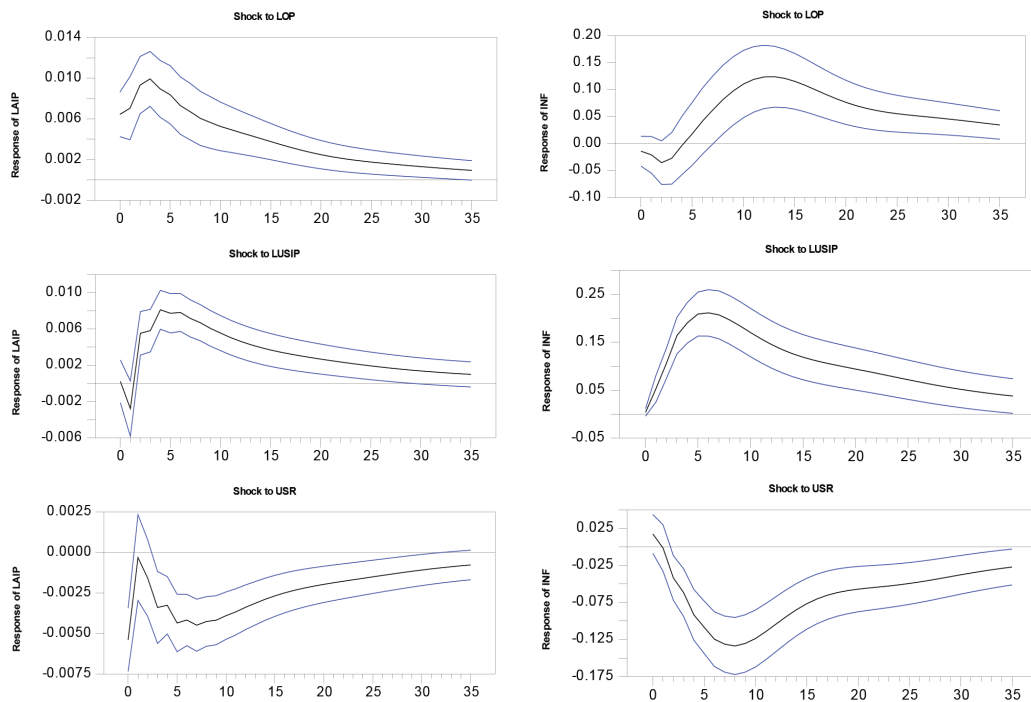 Shock to LOP
Response of LAIP
0.014
0.010
0.006
0.002
-0.002
0 5 10 15 20 25 30 35
Shock to LOP
Response of INF
0.20
0.15
0.10
0.05
0.00
-0.05
-0.10
0 5 10 15 20 25 30 35
Shock to LUSIP
Response of LAIP
0.010
0.006
0.002
-0.002
-0.006
0 5 10 15 20 25 30 35
Shock to LUSIP
Response of INF
0.25
0.15
0.05
-0.05
0 5 10 15 20 25 30 35
Shock to USR
Response of LAIP
0.0025
0.0000
-0.0025
-0.0050
-0.0075
0 5 10 15 20 25 30 35
Shock to USR
Response of INF
0.025
-0.025
-0.075
-0.125
-0.175
0 5 10 15 20 25 30 35